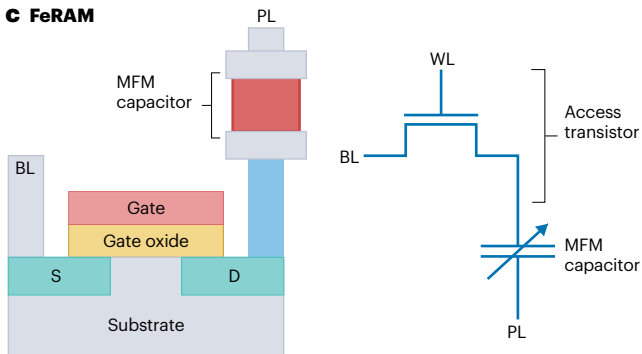 C FeRAM
PL
MFM
capacitor
BL
Gate
Gate oxide
S
D
Substrate
WL
Access
transistor
BL
MFM
capacitor
PL